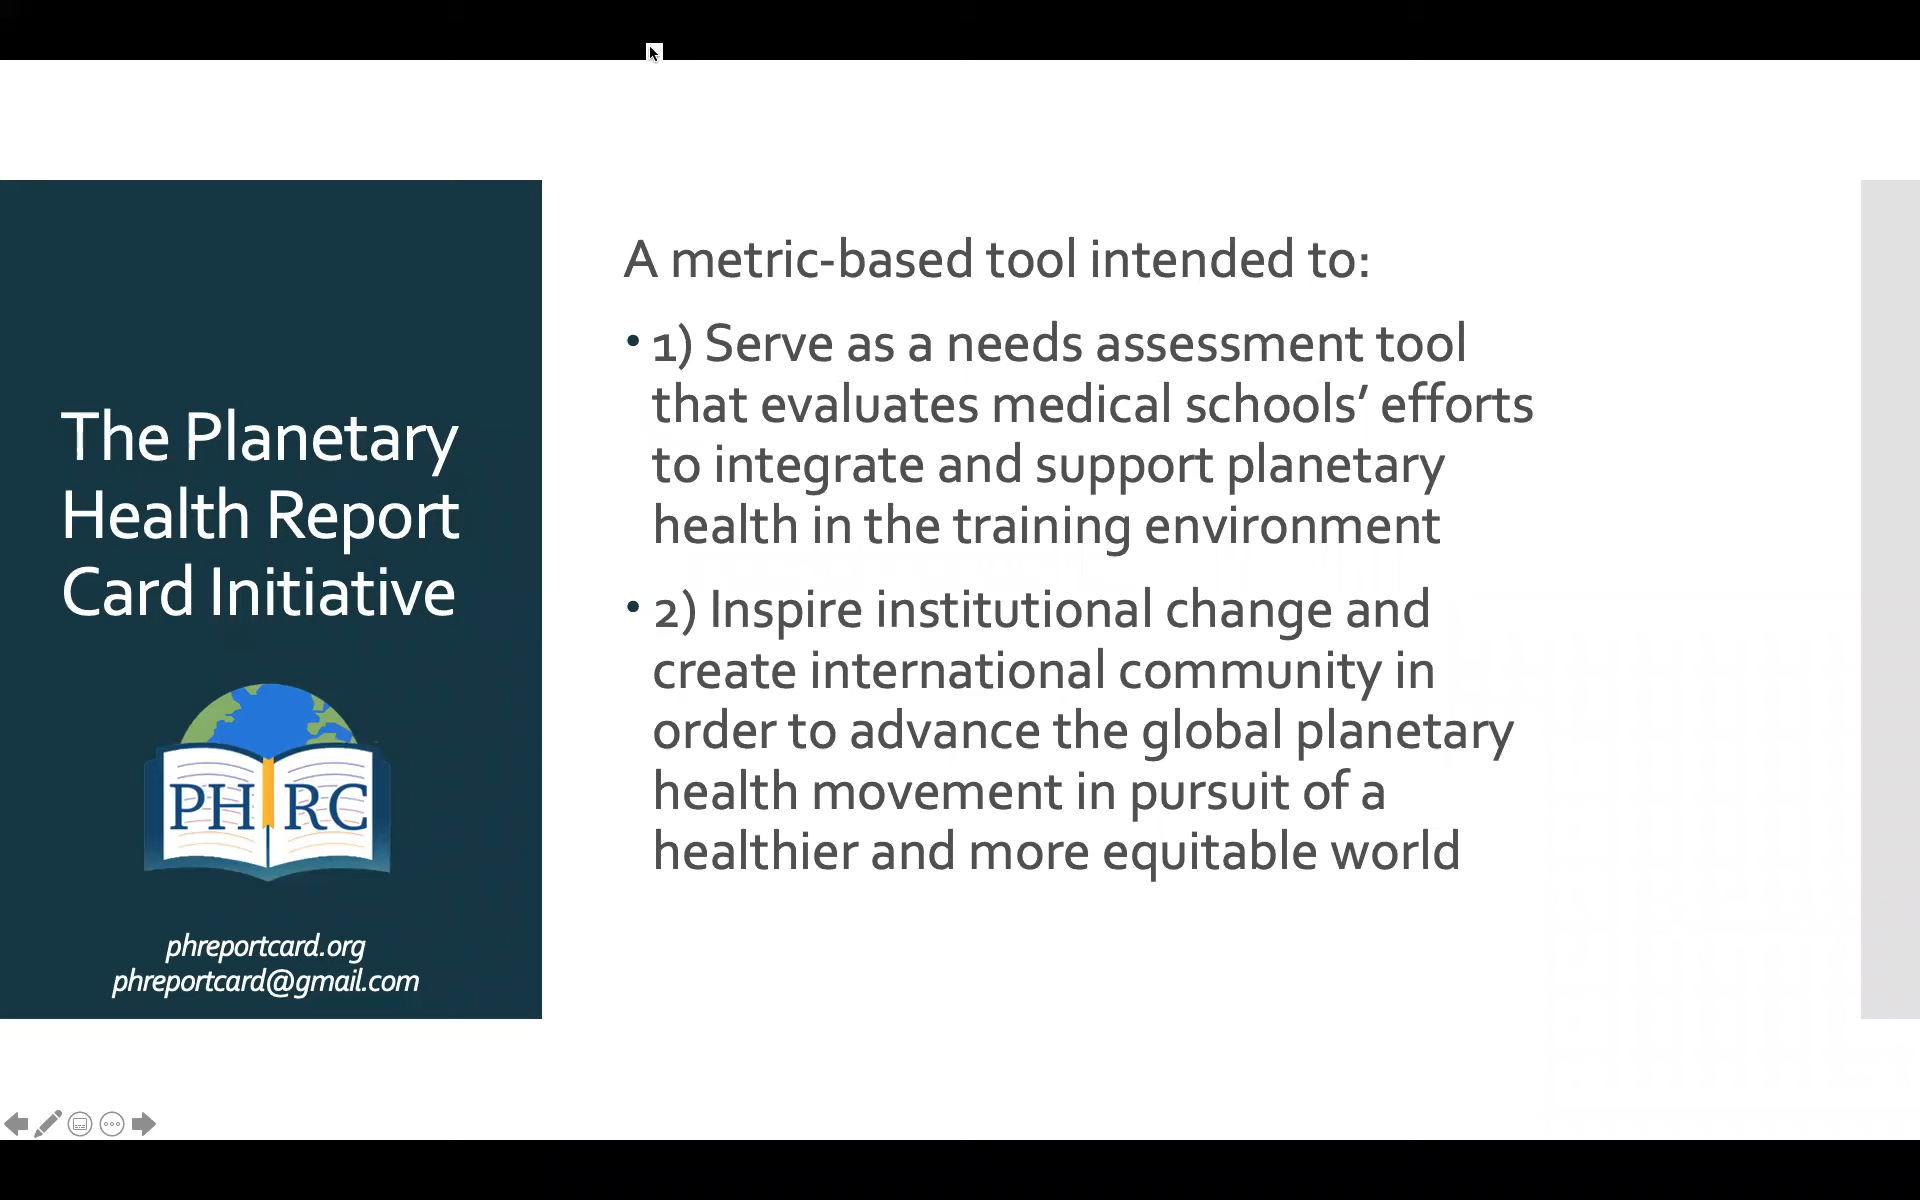 The Planetary
Health Report
Card Initiative
PH RC
phreportcard.org
phreportcard@gmail.com
A metric-based tool intended to:
• 1) Serve as a needs assessment tool
that evaluates medical schools’ efforts
to integrate and support planetary
health in the training environment
• 2) Inspire institutional change and
create international community in
order to advance the global planetary
health movement in pursuit of a
healthier and more equitable world